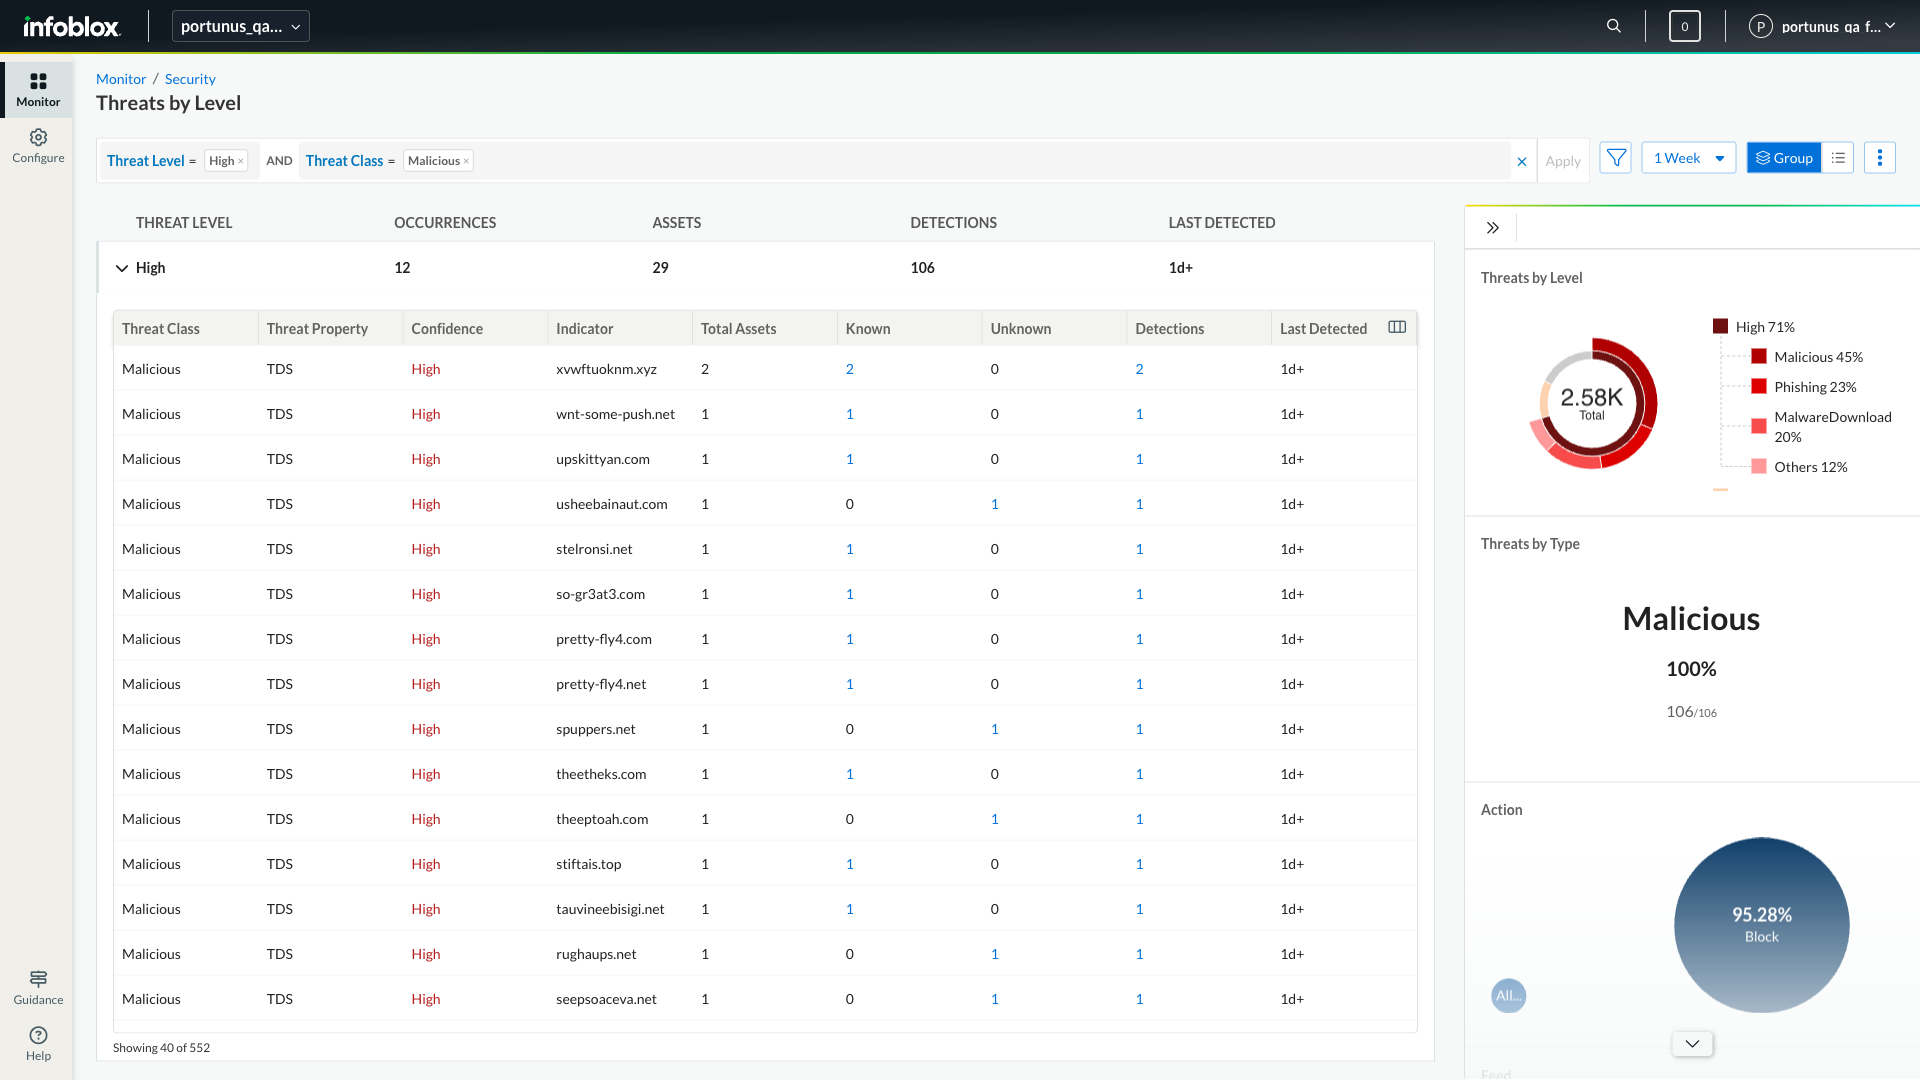 infoblox.
portunus_qa...
0
P
portunus_qa_f...
Monitor
Configure
Guidance
Help
Monitor / Security
Threats by Level
Threat Level = High × AND Threat Class = Malicious ×
Apply
1 Week
Group
THREAT LEVEL OCCURRENCES ASSETS DETECTIONS LAST DETECTED
High 12 29 106 1d+
Threat Class Threat Property Confidence Indicator Total Assets Known Unknown Detections Last Detected
Malicious TDS High xvwftuoknm.xyz 2 2 0 2 1d+
Malicious TDS High wnt-some-push.net 1 1 0 1 1d+
Malicious TDS High upskittyan.com 1 1 0 1 1d+
Malicious TDS High usheebainaut.com 1 0 1 1 1d+
Malicious TDS High stelronsi.net 1 1 0 1 1d+
Malicious TDS High so-gr3at3.com 1 1 0 1 1d+
Malicious TDS High pretty-fly4.com 1 1 0 1 1d+
Malicious TDS High pretty-fly4.net 1 1 0 1 1d+
Malicious TDS High spuppers.net 1 0 1 1 1d+
Malicious TDS High theetheks.com 1 1 0 1 1d+
Malicious TDS High theeptoah.com 1 0 1 1 1d+
Malicious TDS High stiftais.top 1 1 0 1 1d+
Malicious TDS High tauvineebisigi.net 1 1 0 1 1d+
Malicious TDS High rughaups.net 1 0 1 1 1d+
Malicious TDS High seepsoaceva.net 1 0 1 1 1d+
Showing 40 of 552
Threats by Level
2.58K
Total
High 71%
Malicious 45%
Phishing 23%
MalwareDownload
20%
Others 12%
Threats by Type
Malicious
100%
106/106
Action
95.28%
Block
All...
Feed